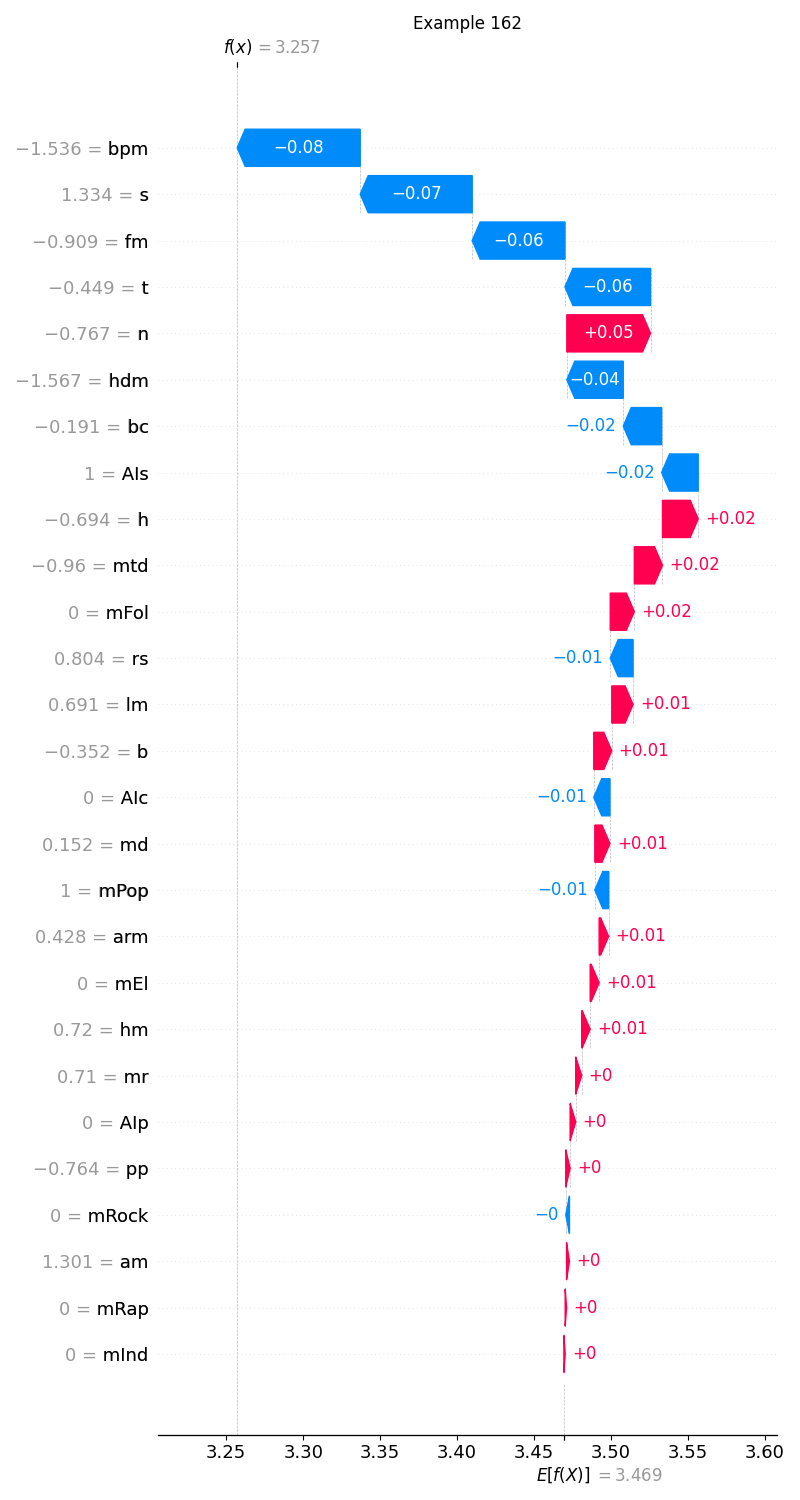 Example 162
f(x) = 3.257
−1.536 = bpm −0.08
1.334 = s −0.07
−0.909 = fm −0.06
−0.449 = t −0.06
−0.767 = n +0.05
−1.567 = hdm −0.04
−0.191 = bc −0.02
1 = AIs −0.02
−0.694 = h +0.02
−0.96 = mtd +0.02
0 = mFol +0.02
0.804 = rs −0.01
0.691 = lm +0.01
−0.352 = b +0.01
0 = AIc −0.01
0.152 = md +0.01
1 = mPop −0.01
0.428 = arm +0.01
0 = mEl +0.01
0.72 = hm +0.01
0.71 = mr +0
0 = AIp +0
−0.764 = pp +0
0 = mRock −0
1.301 = am +0
0 = mRap +0
0 = mInd +0
3.25 3.30 3.35 3.40 3.45 3.50 3.55 3.60
E[f(X)] = 3.469